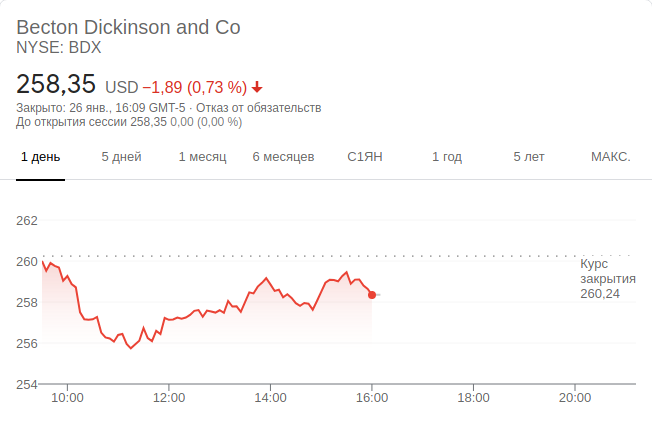 Becton Dickinson and Co
NYSE: BDX
258,35 USD −1,89 (0,73 %)
Закрыто: 26 янв., 16:09 GMT-5 · Отказ от обязательств
До открытия сессии 258,35 0,00 (0,00 %)
1 день 5 дней 1 месяц 6 месяцев С1ЯН 1 год 5 лет МАКС.
262
260
Курс
закрытия
260,24
258
256
254
10:00 12:00 14:00 16:00 18:00 20:00